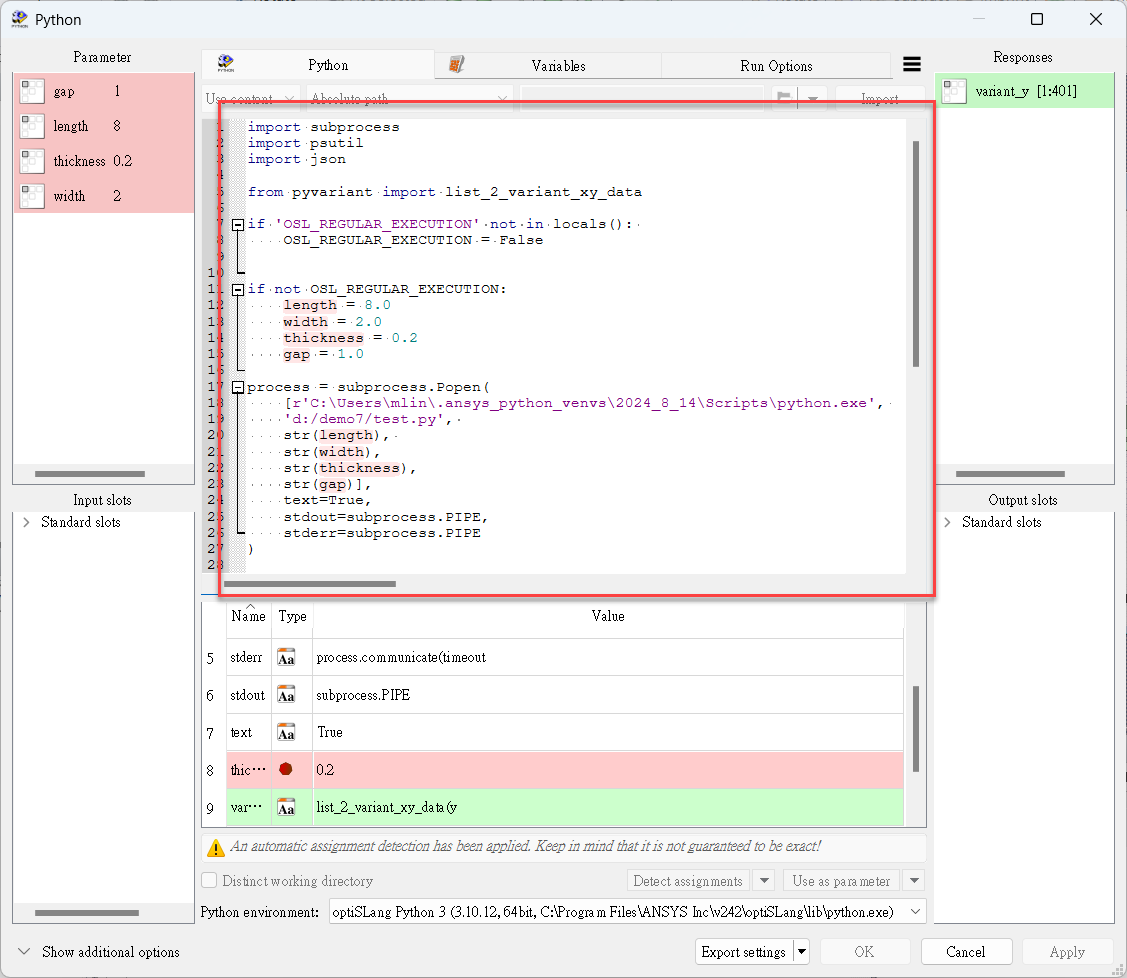 Python
Parameter
gap 1
length 8
thickness 0.2
width 2
Python
Variables
Run Options
Use content
Absolute path
Import
Responses
variant_y [1:401]
1 import subprocess
2 import psutil
3 import json
4
5 from pyvariant import list_2_variant_xy_data
6
7 if 'OSL_REGULAR_EXECUTION' not in locals():
8 OSL_REGULAR_EXECUTION = False
9
10
11 if not OSL_REGULAR_EXECUTION:
12 length = 8.0
13 width = 2.0
14 thickness = 0.2
15 gap = 1.0
16
17 process = subprocess.Popen(
18 [r'C:\Users\mlin\.ansys_python_venvs\2024_8_14\Scripts\python.exe',
19 'd:/demo7/test.py',
20 str(length),
21 str(width),
22 str(thickness),
23 str(gap)],
24 text=True,
25 stdout=subprocess.PIPE,
26 stderr=subprocess.PIPE
27 )
28
Input slots
Standard slots
Output slots
Standard slots
Name Type Value
5 stderr Aa process.communicate(timeout
6 stdout Aa subprocess.PIPE
7 text Aa True
8 thic··· 0.2
9 var··· Aa list_2_variant_xy_data(y
An automatic assignment detection has been applied. Keep in mind that it is not guaranteed to be exact!
Distinct working directory
Detect assignments
Use as parameter
Python environment: optiSLang Python 3 (3.10.12, 64bit, C:\Program Files\ANSYS Inc\v242\optiSLang\lib\python.exe)
Show additional options
Export settings
OK
Cancel
Apply